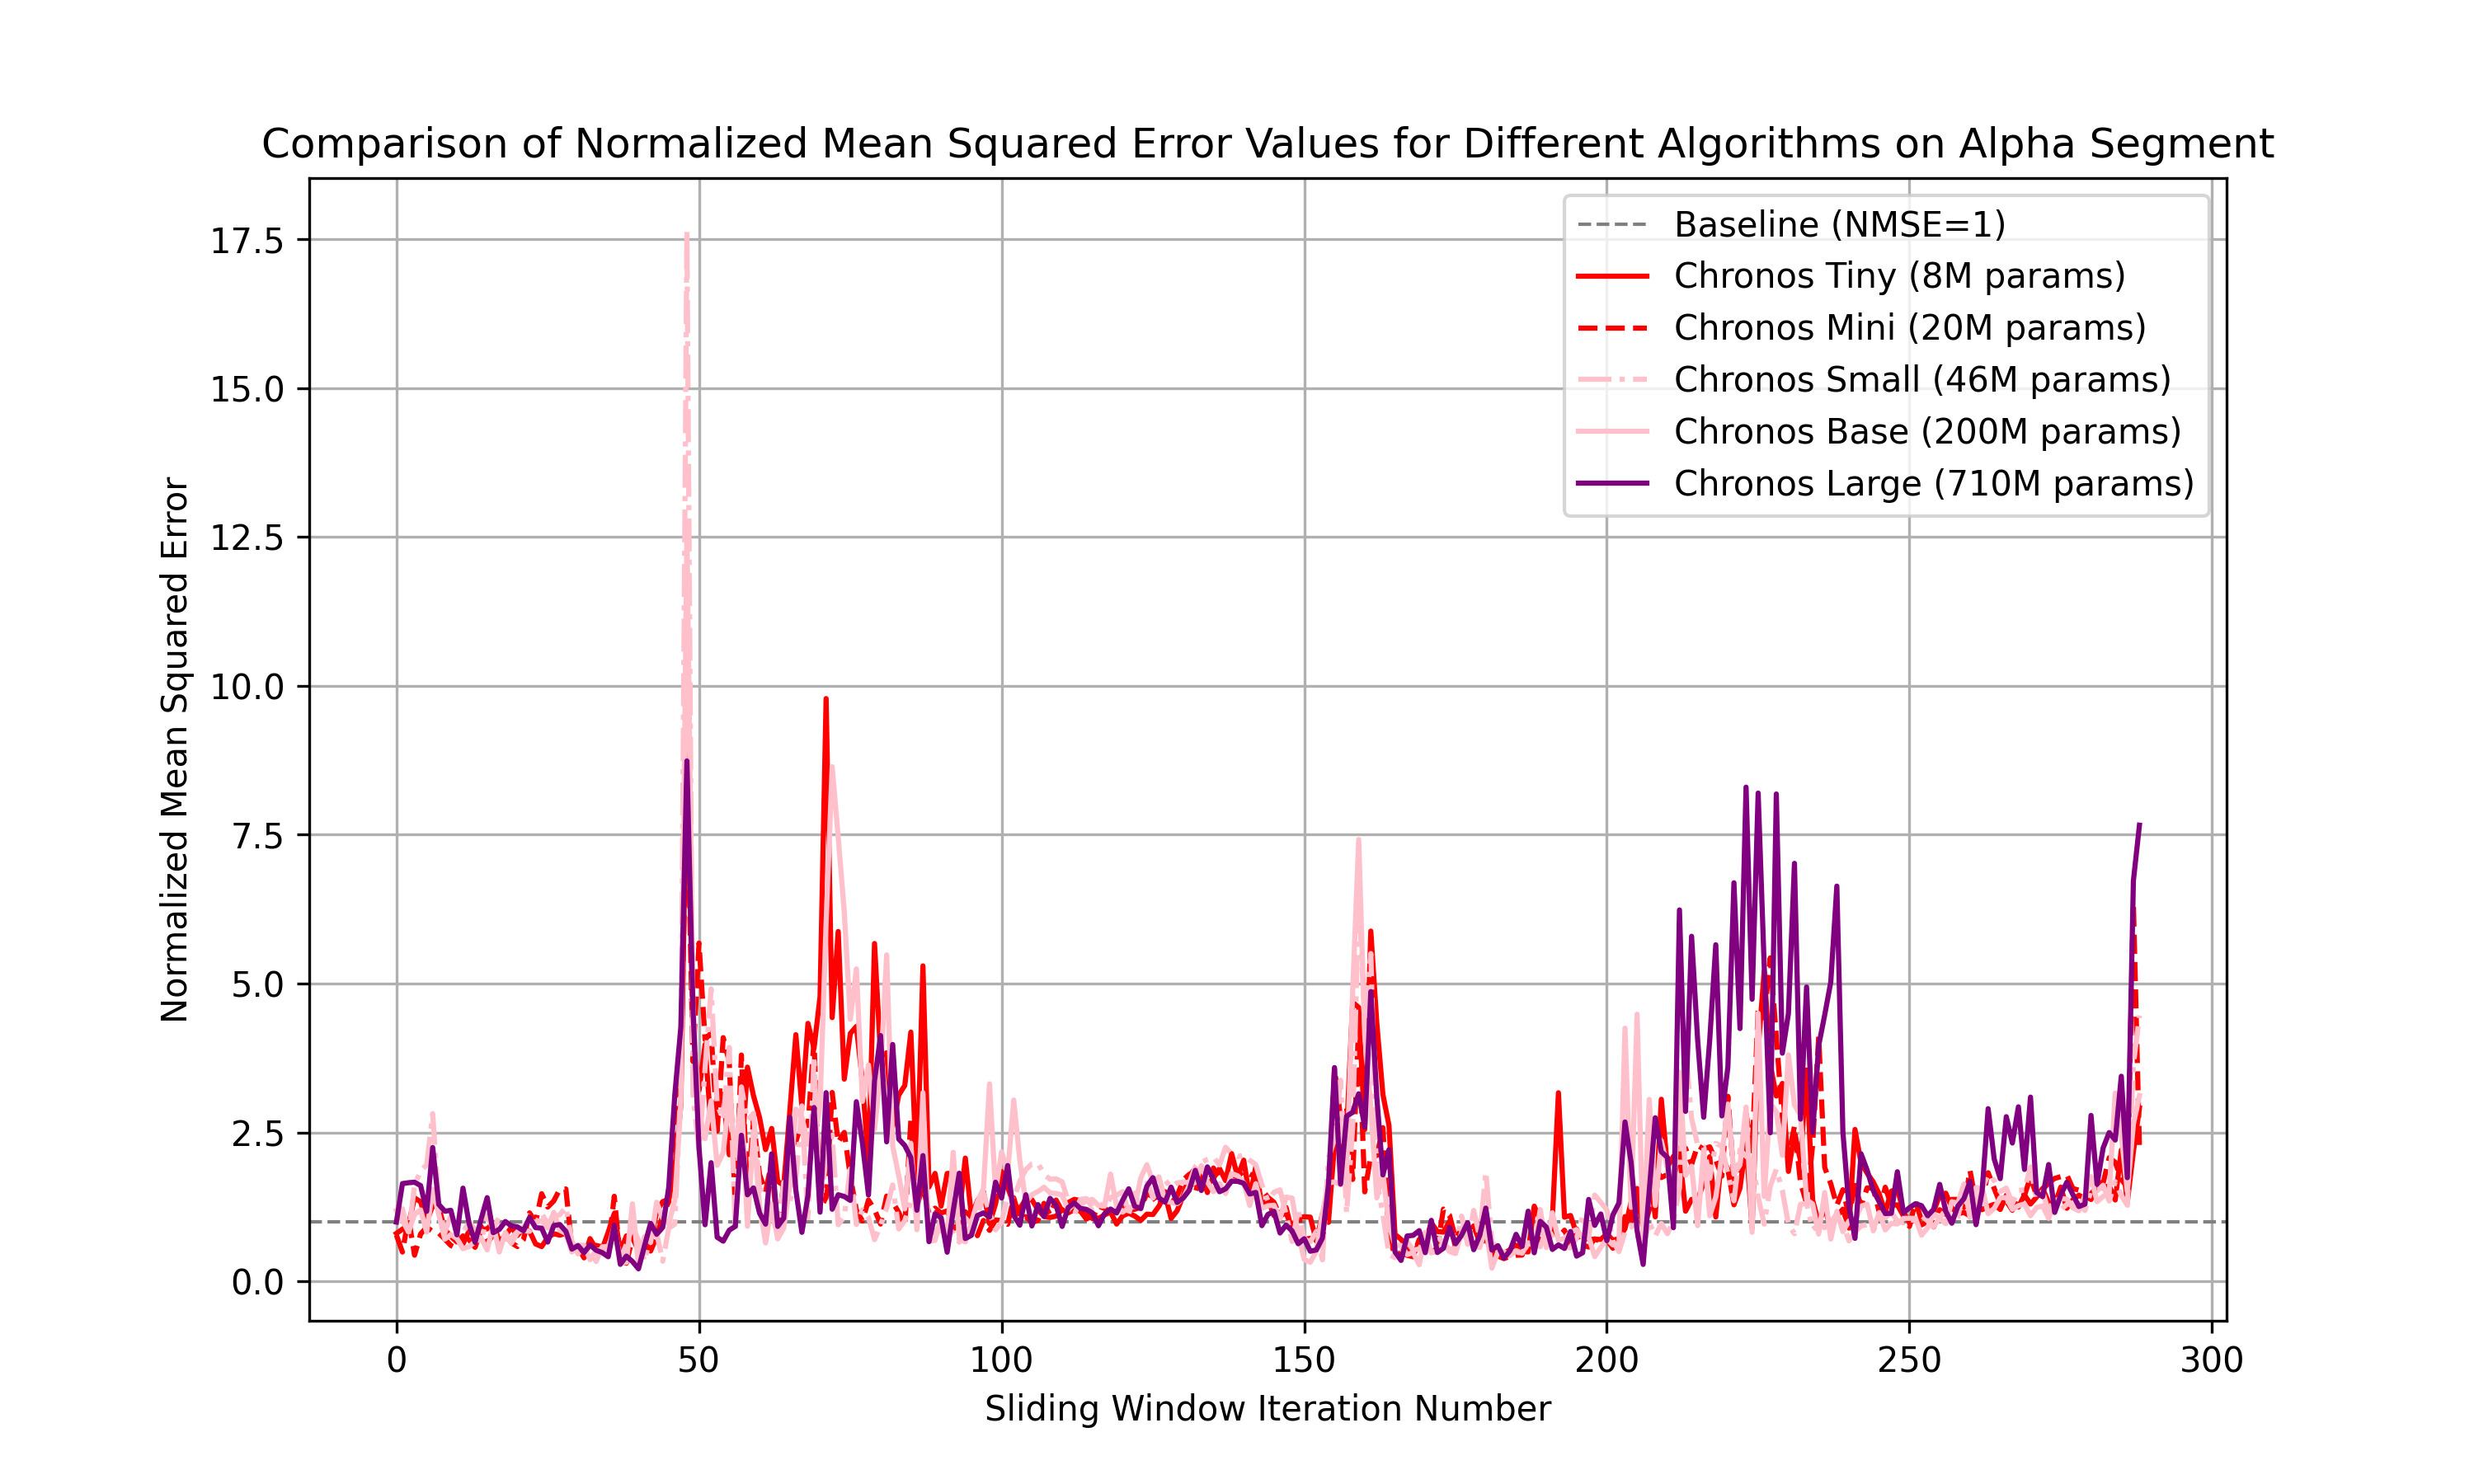 Comparison of Normalized Mean Squared Error Values for Different Algorithms on Alpha Segment
Baseline (NMSE=1)
Chronos Tiny (8M params)
Chronos Mini (20M params)
Chronos Small (46M params)
Chronos Base (200M params)
Chronos Large (710M params)
Normalized Mean Squared Error
17.5
15.0
12.5
10.0
7.5
5.0
2.5
0.0
0 50 100 150 200 250 300
Sliding Window Iteration Number